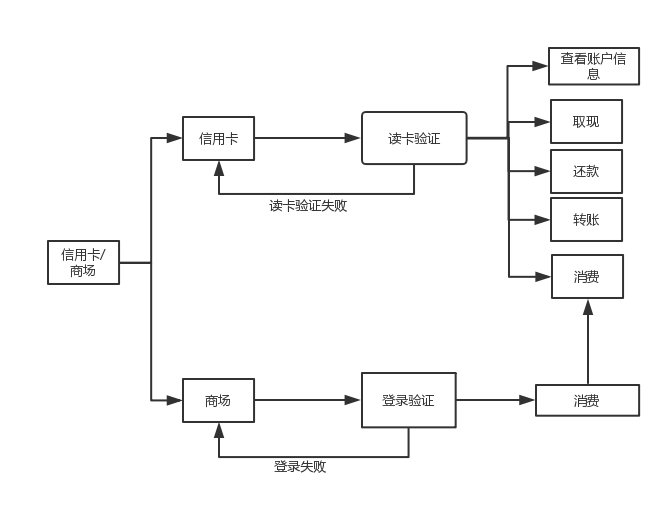 查看账户信
息
信用卡
读卡验证
取现
还款
读卡验证失败
转账
信用卡/
商场
消费
商场
登录验证
消费
登录失败